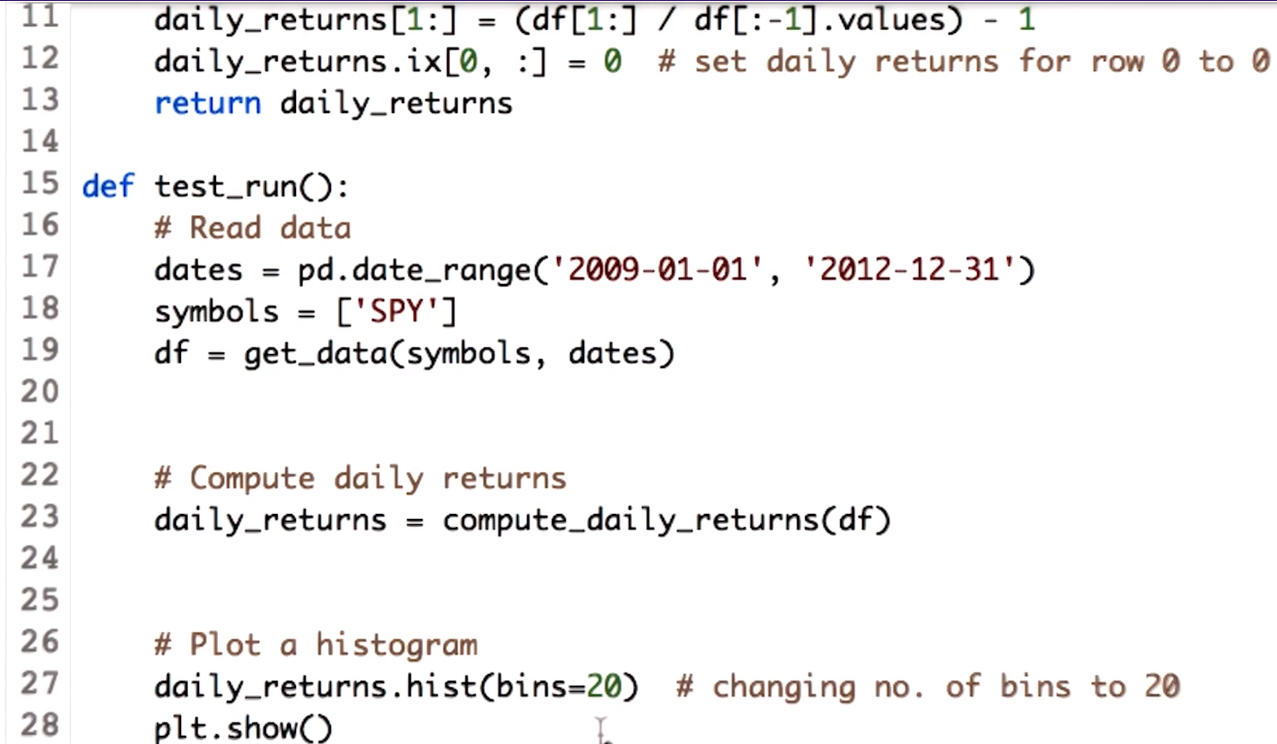 11 daily_returns[1:] = (df[1:] / df[:-1].values) - 1
12 daily_returns.ix[0, :] = 0 # set daily returns for row 0 to 0
13 return daily_returns
14
15 def test_run():
16 # Read data
17 dates = pd.date_range('2009-01-01', '2012-12-31')
18 symbols = ['SPY']
19 df = get_data(symbols, dates)
20
21
22 # Compute daily returns
23 daily_returns = compute_daily_returns(df)
24
25
26 # Plot a histogram
27 daily_returns.hist(bins=20) # changing no. of bins to 20
28 plt.show()